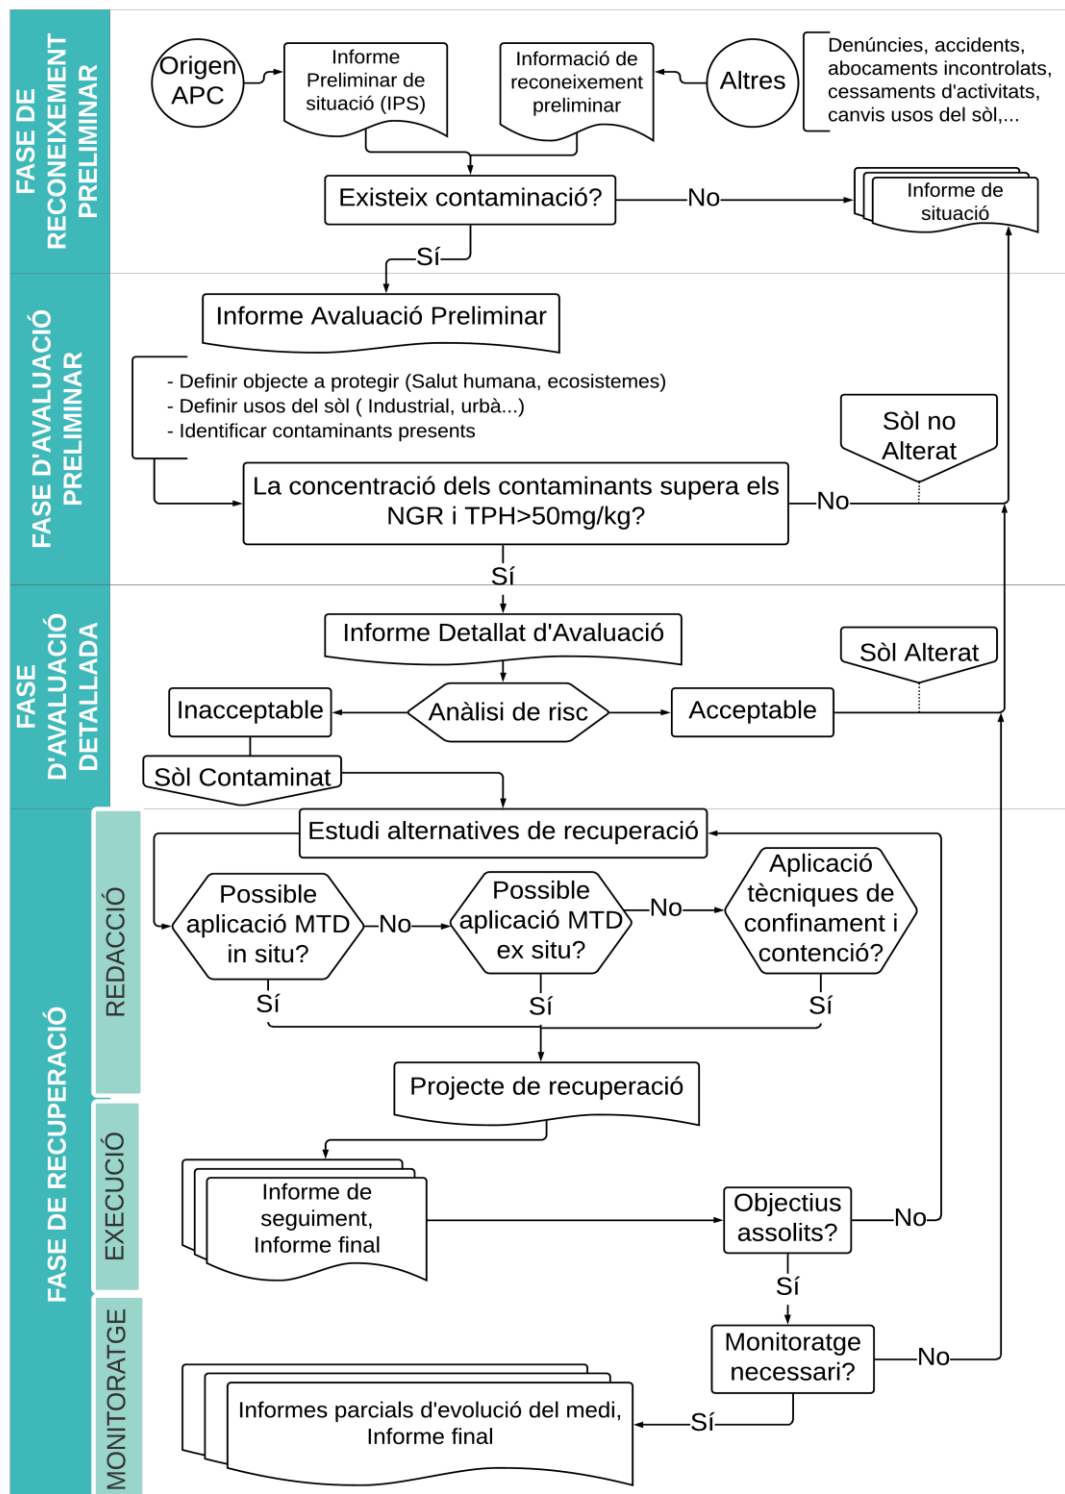 FASE DE
RECONEIXEMENT
PRELIMINAR
Origen
APC
Informe
Preliminar de
situació (IPS)
Informació de
reconeixement
preliminar
Altres
Denúncies, accidents,
abocaments incontrolats,
cessaments d'activitats,
canvis usos del sòl,...
Existeix contaminació?
No
Informe de
situació
Sí
FASE D'AVALUACIÓ
PRELIMINAR
Informe Avaluació Preliminar
- Definir objecte a protegir (Salut humana, ecosistemes)
- Definir usos del sòl ( Industrial, urbà...)
- Identificar contaminants presents
Sòl no
Alterat
La concentració dels contaminants supera els
NGR i TPH>50mg/kg?
No
Sí
FASE
D'AVALUACIÓ
DETALLADA
Informe Detallat d'Avaluació
Sòl Alterat
Inacceptable
Anàlisi de risc
Acceptable
Sòl Contaminat
FASE DE RECUPERACIÓ
REDACCIÓ
Estudi alternatives de recuperació
Possible
aplicació MTD
in situ?
No
Possible
aplicació MTD
ex situ?
No
Aplicació
tècniques de
confinament i
contenció?
Sí
Sí
Sí
Projecte de recuperació
EXECUCIÓ
Informe de
seguiment,
Informe final
Objectius
assolits?
No
Sí
MONITORATGE
Monitoratge
necessari?
No
Sí
Informes parcials d'evolució del medi,
Informe final